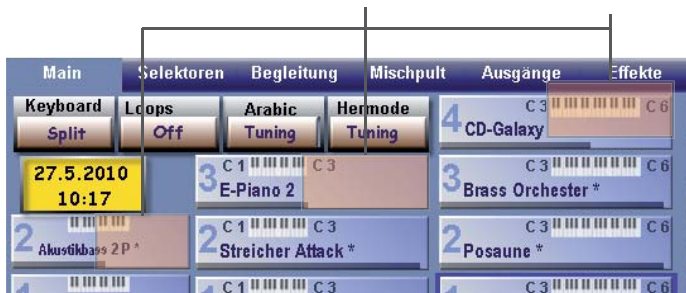 Main Selektoren Begleitung Mischpult Ausgänge Effekte
Keyboard Loops Arabic Hermode
Split Off Tuning Tuning
4 C 3 C 6
CD-Galaxy
27.5.2010
10:17
3 C 1 C 3
E-Piano 2
3 C 3 C 6
Brass Orchester *
2
Akustikbass 2P *
2 C 1 C 3
Streicher Attack *
2 C 3 C 6
Posaune *
C 1 C 3
C 3 C 6